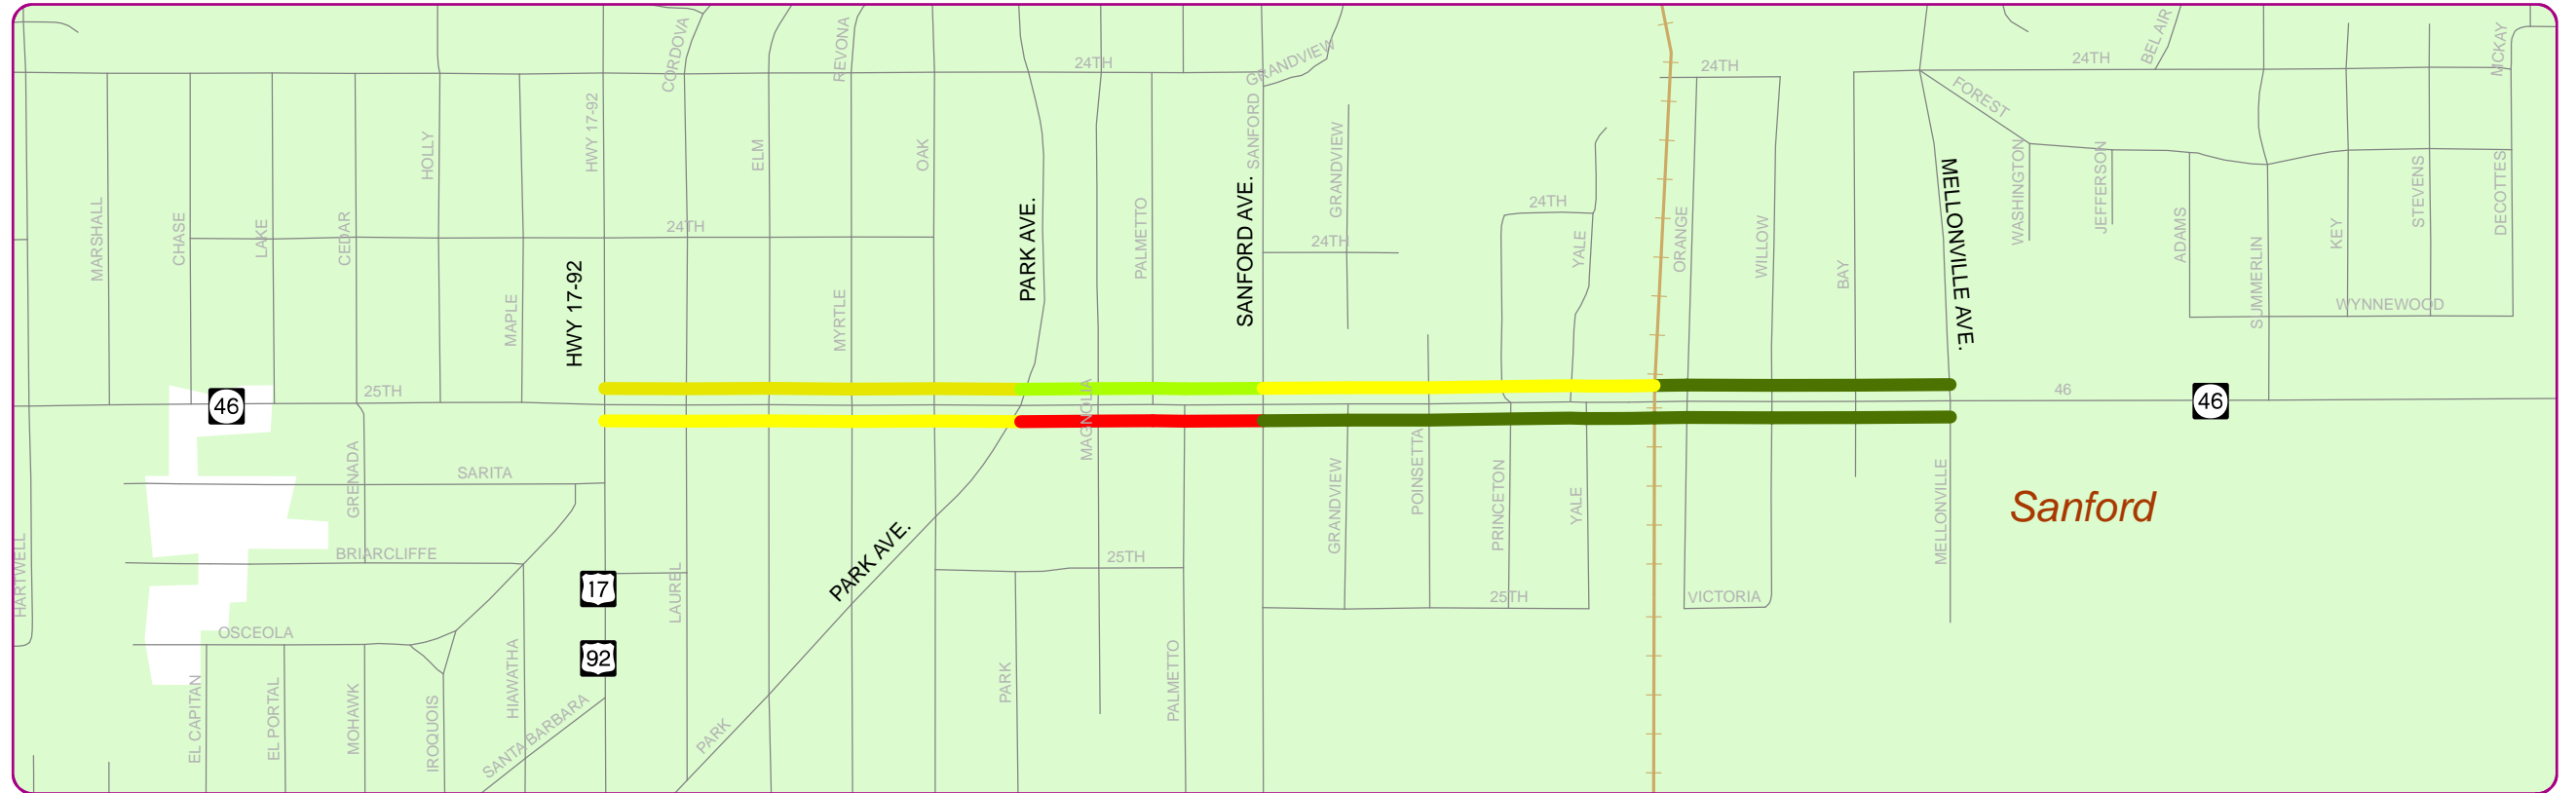 CORDOVA
REVONA
BEL AIR
MCKAY
GRANDVIEW
24TH
24TH
24TH
FOREST
HWY 17-92
SANFORD
HOLLY
ELM
OAK
GRANDVIEW
WASHINGTON
JEFFERSON
STEVENS
DECOTTES
MARSHALL
CHASE
LAKE
CEDAR
24TH
PARK AVE.
PALMETTO
SANFORD AVE.
24TH
24TH
YALE
ORANGE
WILLOW
BAY
MELLONVILLE AVE.
ADAMS
SUMMERLIN
KEY
WYNNEWOOD
MAPLE
HWY 17-92
MYRTLE
25TH
46
46
46
MAGNOLIA
SARITA
GRENADA
GRANDVIEW
POINSETTA
PRINCETON
YALE
MELLONVILLE
Sanford
HARTWELL
BRIARCLIFFE
PARK AVE.
25TH
17
LAUREL
25TH
VICTORIA
OSCEOLA
92
EL CAPITAN
EL PORTAL
MOHAWK
IROQUOIS
HIAWATHA
SANTA BARBARA
PARK
PARK
PALMETTO